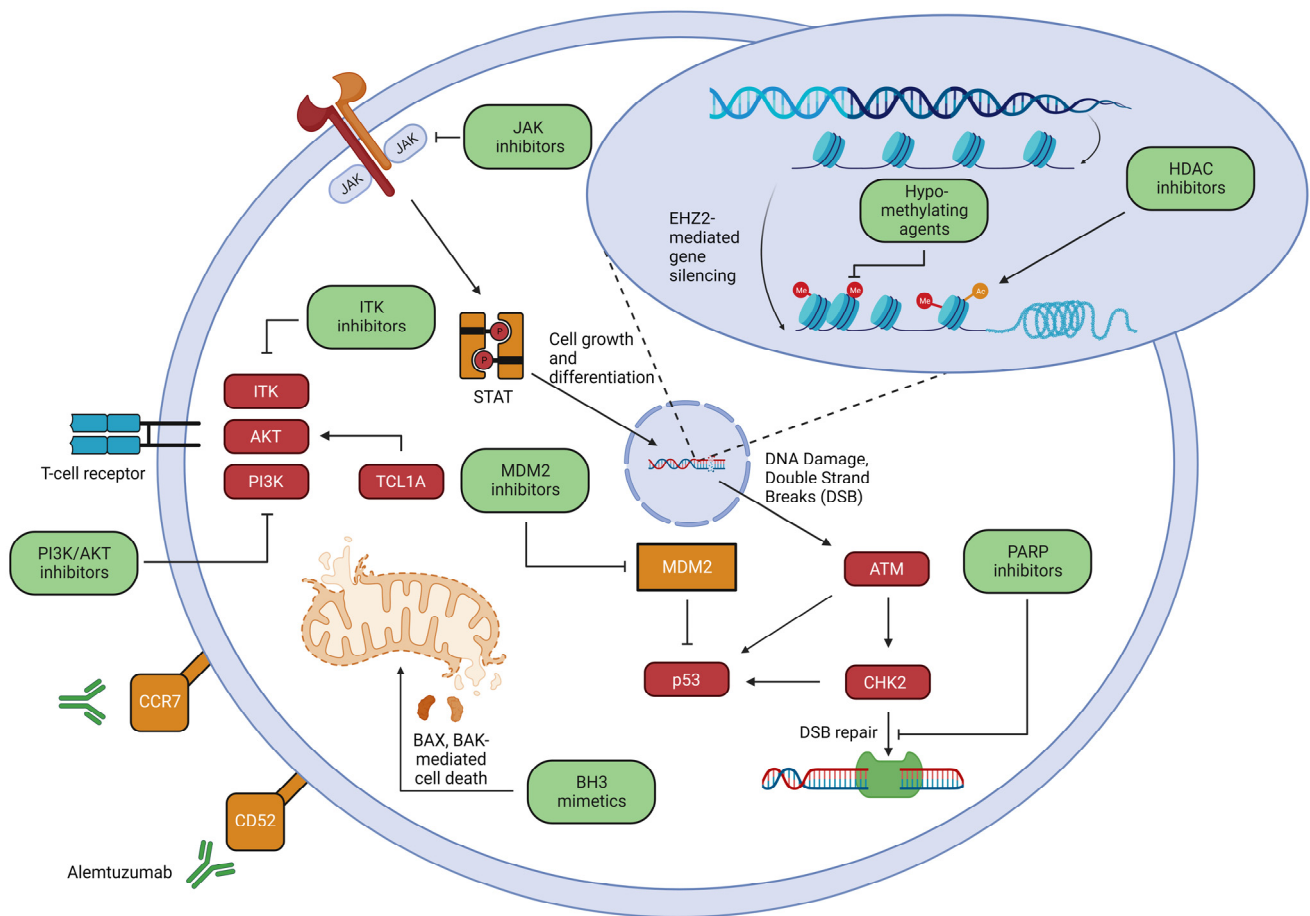 JAK
inhibitors
JAK
JAK
HDAC
inhibitors
Hypo-
methylating
agents
EHZ2-
mediated
gene
silencing
Me
Me
Me
Ac
ITK
inhibitors
P
P
STAT
Cell growth
and
differentiation
ITK
AKT
PI3K
TCL1A
T-cell receptor
MDM2
inhibitors
DNA Damage,
Double Strand
Breaks (DSB)
PI3K/AKT
inhibitors
MDM2
ATM
PARP
inhibitors
p53
CHK2
CCR7
DSB repair
BAX, BAK-
mediated
cell death
BH3
mimetics
CD52
Alemtuzumab